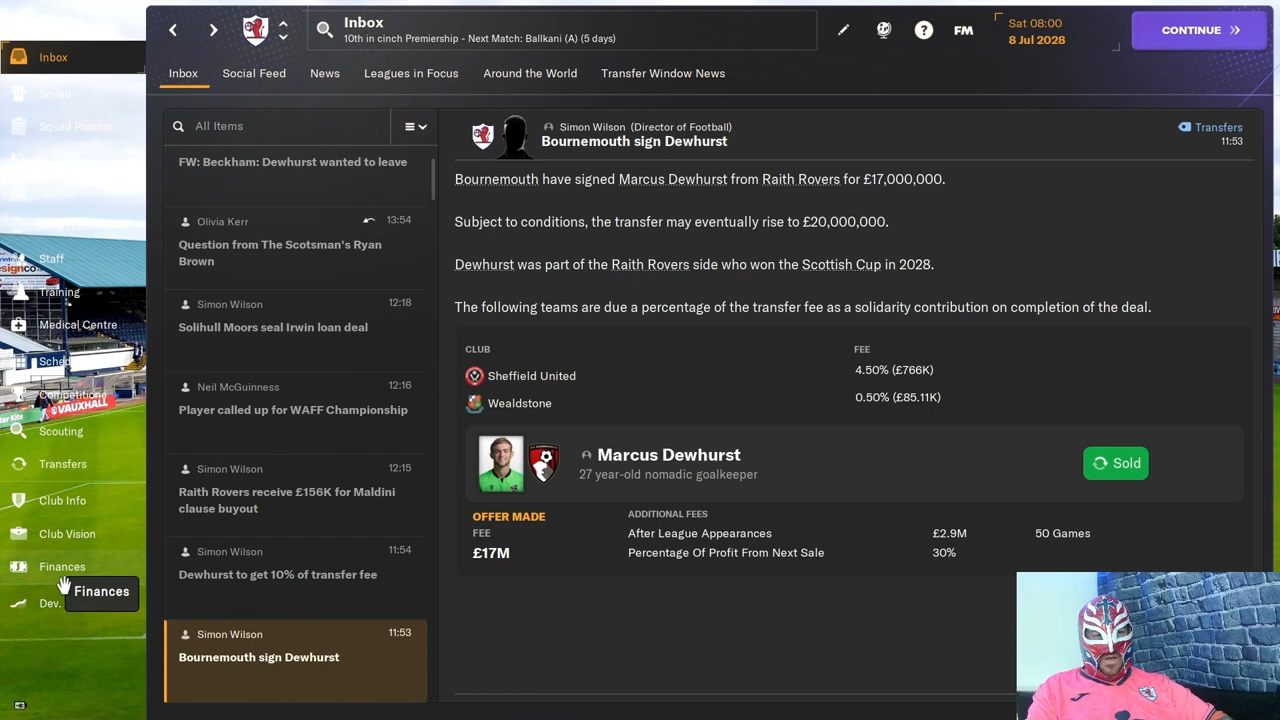 Inbox
10th in cinch Premiership - Next Match: Ballkani (A) (5 days)
FM
Sat 08:00
8 Jul 2028
CONTINUE
Inbox
Squad
Squad Planner
Staff
Training
Medical Centre
Sched
Competitions
VAUXHALL
Scouting
Transfers
Club Info
Club Vision
Finances
Finances
Dev.
Inbox
Social Feed
News
Leagues in Focus
Around the World
Transfer Window News
All Items
FW: Beckham: Dewhurst wanted to leave
Olivia Kerr
13:54
Question from The Scotsman's Ryan
Brown
Simon Wilson
12:18
Solihull Moors seal Irwin loan deal
Neil McGuinness
12:16
Player called up for WAFF Championship
Simon Wilson
12:15
Raith Rovers receive £156K for Maldini
clause buyout
Simon Wilson
11:54
Dewhurst to get 10% of transfer fee
Simon Wilson
11:53
Bournemouth sign Dewhurst
Simon Wilson (Director of Football)
Bournemouth sign Dewhurst
Transfers
11:53
Bournemouth have signed Marcus Dewhurst from Raith Rovers for £17,000,000.
Subject to conditions, the transfer may eventually rise to £20,000,000.
Dewhurst was part of the Raith Rovers side who won the Scottish Cup in 2028.
The following teams are due a percentage of the transfer fee as a solidarity contribution on completion of the deal.
CLUB
FEE
Sheffield United
4.50% (£766K)
Wealdstone
0.50% (£85.11K)
Marcus Dewhurst
27 year-old nomadic goalkeeper
Sold
OFFER MADE
FEE
£17M
ADDITIONAL FEES
After League Appearances
£2.9M
50 Games
Percentage Of Profit From Next Sale
30%